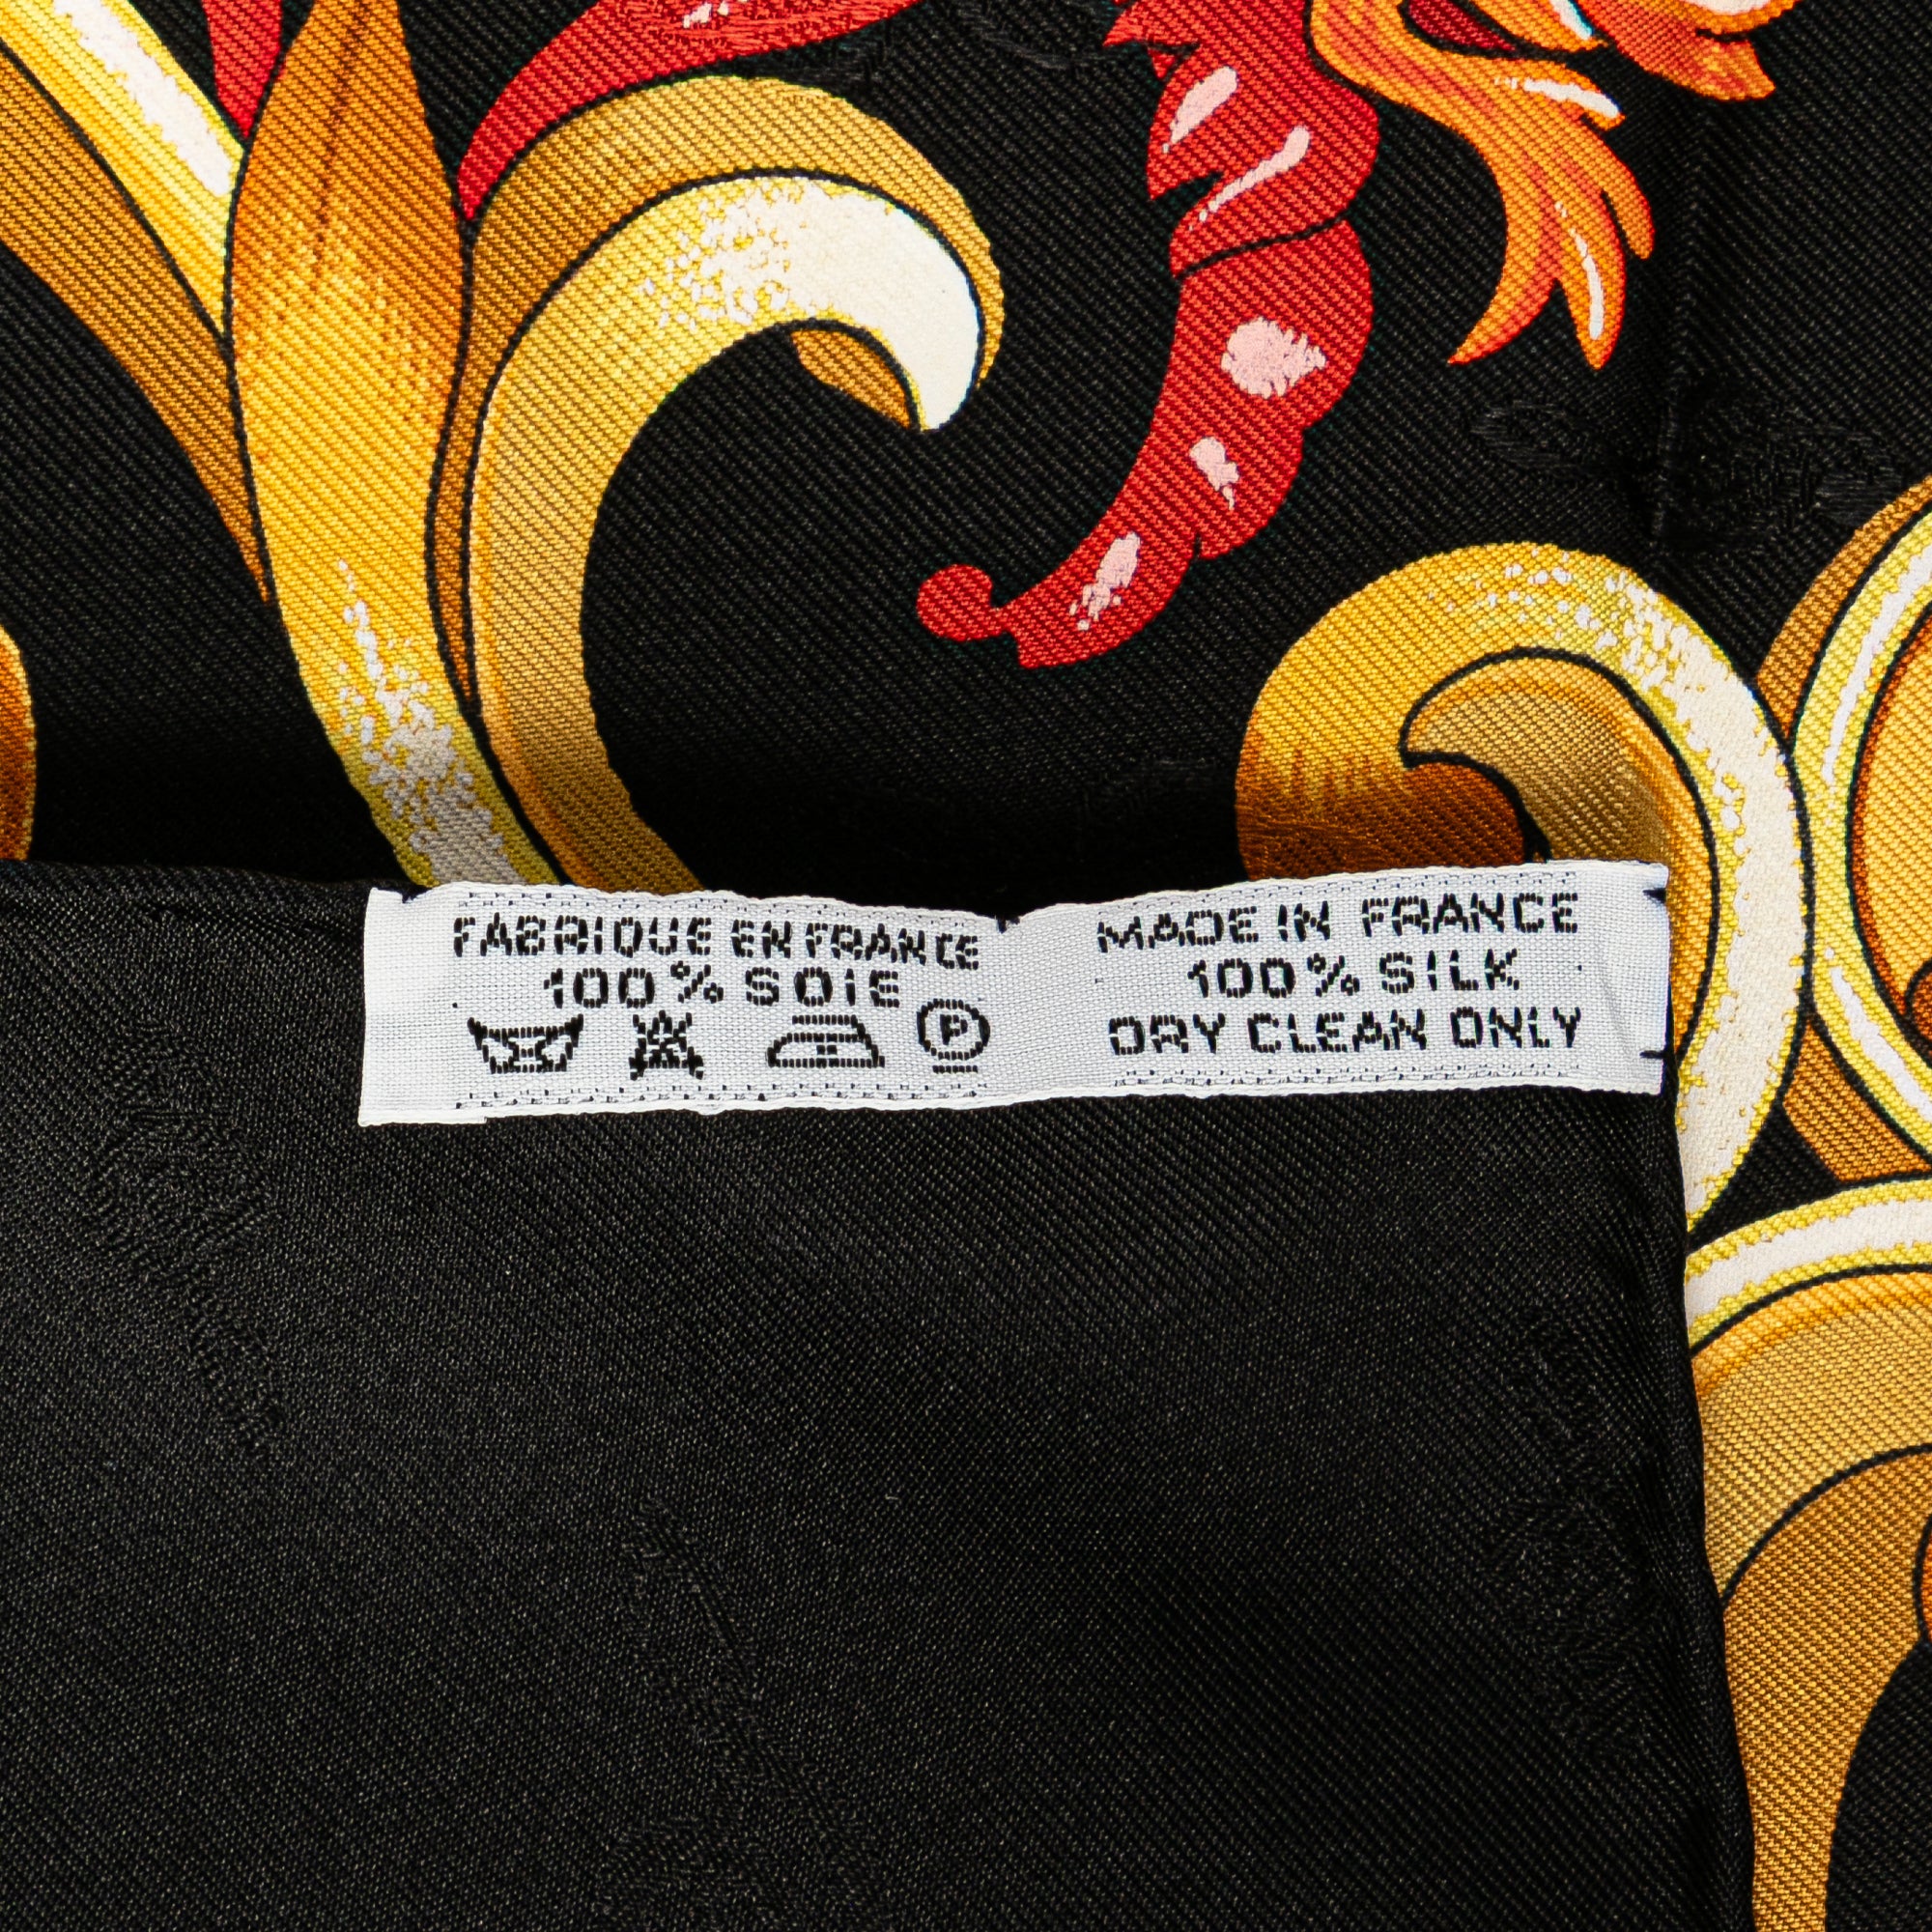 FABRIQUE EN FRANCE
100% SOIE
P
MADE IN FRANCE
100% SILK
DRY CLEAN ONLY